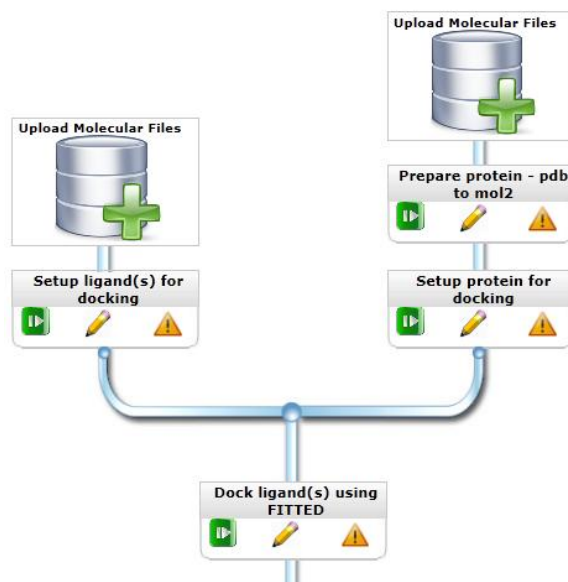 Upload Molecular Files
Upload Molecular Files
Prepare protein - pdb
to mol2
Setup ligand(s) for
docking
Setup protein for
docking
Dock ligand(s) using
FITTED